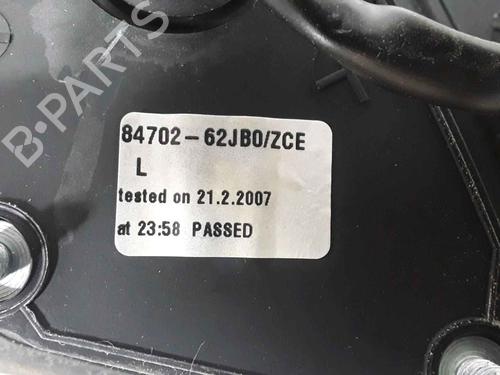 B-PARTS
84702-62JB0/ZCE
L
tested on 21.2.2007
at 23:58 PASSED